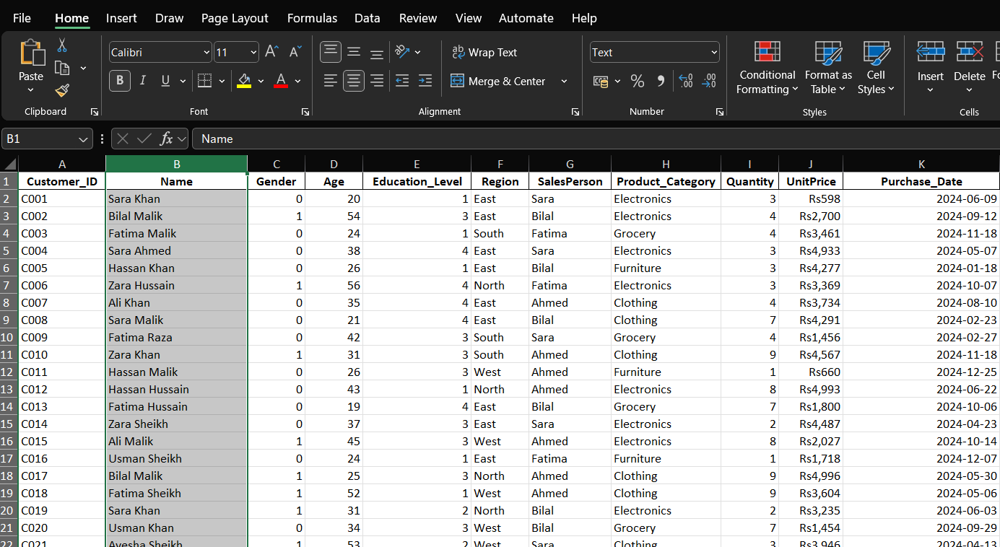 File Home Insert Draw Page Layout Formulas Data Review View Automate Help
Paste
Clipboard
Calibri 11
B I U
A
Font
ab Wrap Text
Merge & Center
Alignment
Text
% .00 .00
Number
Conditional Formatting
Format as Table
Cell Styles
Styles
Insert Delete
Cells
B1 fx Name
A B C D E F G H I J K
1 Customer_ID Name Gender Age Education_Level Region SalesPerson Product_Category Quantity UnitPrice Purchase_Date
2 C001 Sara Khan 0 20 1 East Sara Electronics 3 Rs598 2024-06-09
3 C002 Bilal Malik 1 54 3 East Bilal Electronics 4 Rs2,700 2024-09-12
4 C003 Fatima Malik 0 24 1 South Fatima Grocery 4 Rs3,461 2024-11-18
5 C004 Sara Ahmed 0 38 4 East Sara Electronics 3 Rs4,933 2024-05-07
6 C005 Hassan Khan 0 26 1 East Bilal Furniture 3 Rs4,277 2024-01-18
7 C006 Zara Hussain 1 56 4 North Fatima Electronics 3 Rs3,369 2024-10-07
8 C007 Ali Khan 0 35 4 East Ahmed Clothing 4 Rs3,734 2024-08-10
9 C008 Sara Malik 0 21 4 East Bilal Clothing 7 Rs4,291 2024-02-23
10 C009 Fatima Raza 0 42 3 South Sara Grocery 4 Rs1,456 2024-02-27
11 C010 Zara Khan 1 31 3 South Ahmed Clothing 9 Rs4,567 2024-11-18
12 C011 Hassan Malik 0 26 3 West Ahmed Furniture 1 Rs660 2024-12-25
13 C012 Hassan Hussain 0 43 1 North Ahmed Electronics 8 Rs4,993 2024-06-22
14 C013 Fatima Hussain 0 19 4 East Bilal Grocery 7 Rs1,800 2024-10-06
15 C014 Zara Sheikh 0 37 3 East Sara Electronics 2 Rs4,487 2024-04-23
16 C015 Ali Malik 1 45 3 West Ahmed Electronics 8 Rs2,027 2024-10-14
17 C016 Usman Sheikh 0 24 1 East Fatima Furniture 1 Rs1,718 2024-12-07
18 C017 Bilal Malik 1 25 3 North Ahmed Clothing 9 Rs4,996 2024-05-30
19 C018 Fatima Sheikh 1 52 1 West Ahmed Clothing 9 Rs3,604 2024-05-06
20 C019 Sara Khan 1 31 2 North Bilal Electronics 2 Rs3,235 2024-06-03
21 C020 Usman Khan 0 34 3 West Bilal Grocery 7 Rs1,454 2024-09-29
22 C021 Ayesha Sheikh 1 53 2 West Sara Clothing 3 Rs3,946 2024-04-13